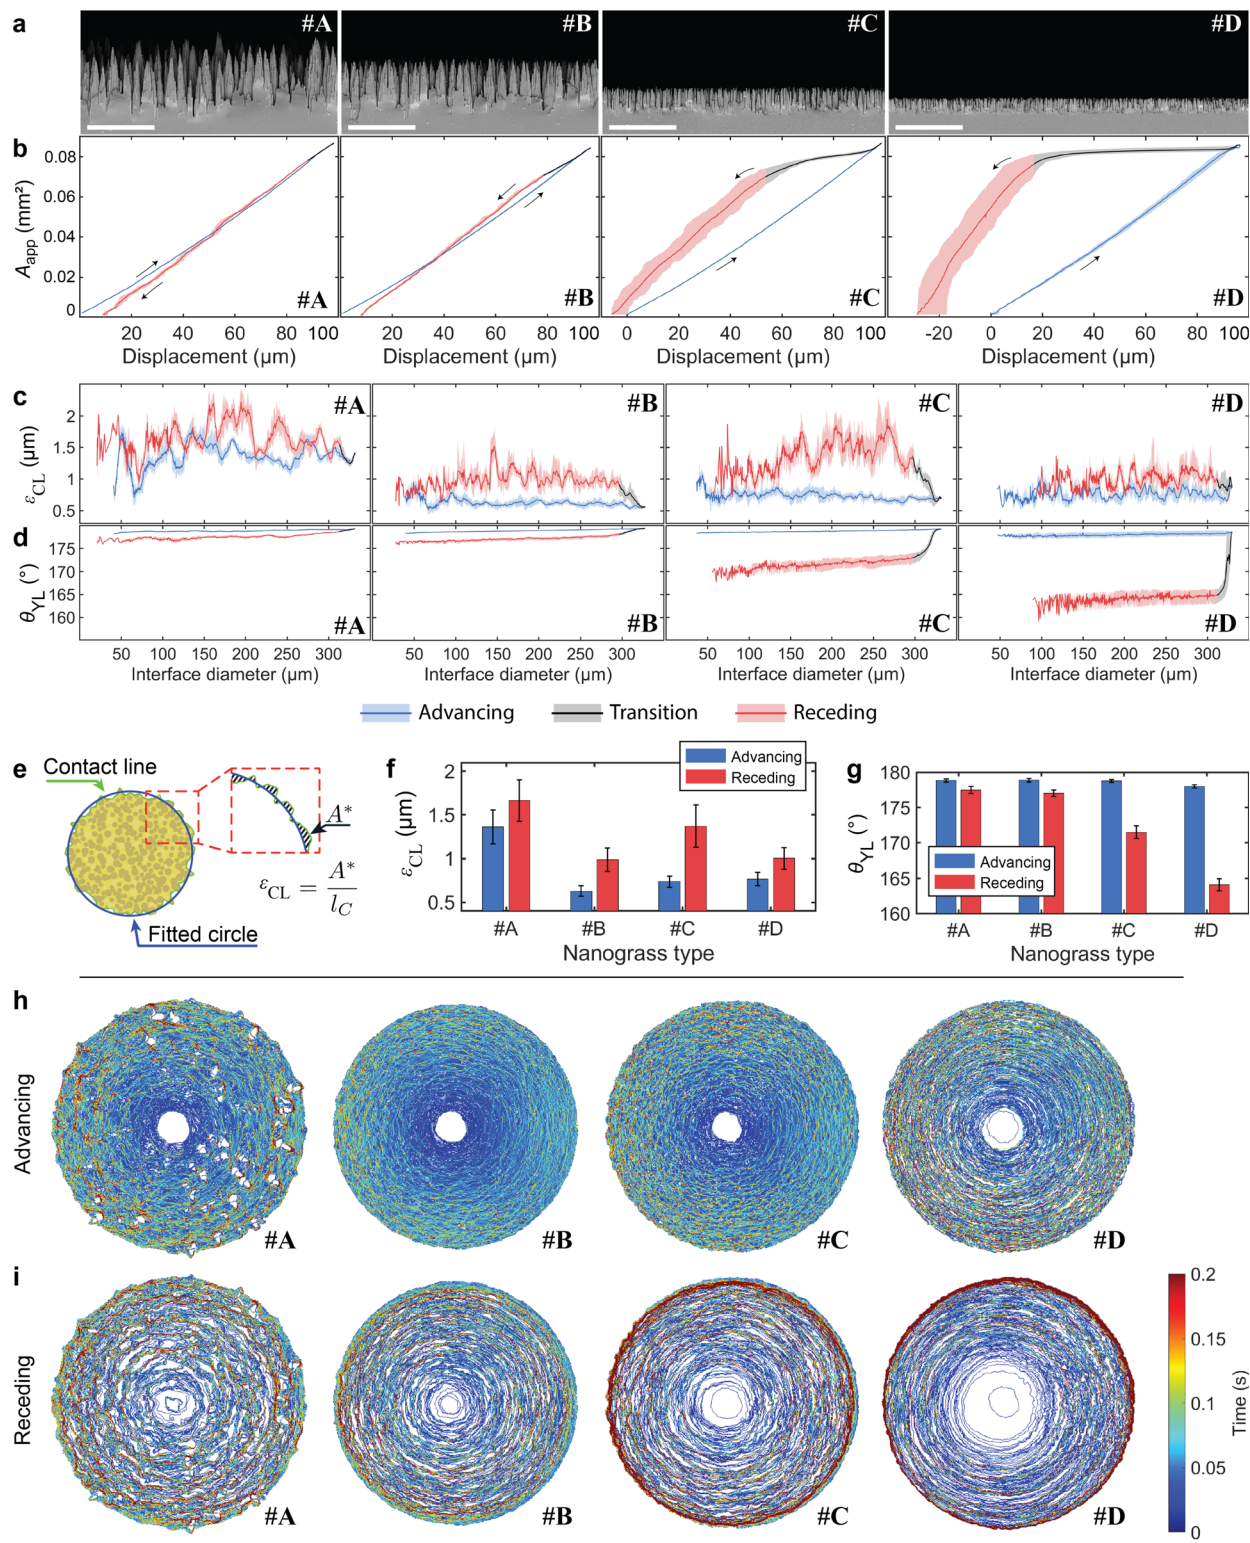 a #A #B #C #D
b
A_app (mm²)
0.08
0.06
0.04
0.02
0
#A #B #C #D
20 40 60 80 100 20 40 60 80 100 0 20 40 60 80 100 -20 0 20 40 60 80 100
Displacement (µm) Displacement (µm) Displacement (µm) Displacement (µm)
c #A #B #C #D
ε_CL (µm)
2
1.5
1
0.5
d
θ_YL (°)
175
170
165
160
#A #B #C #D
50 100 150 200 250 300 50 100 150 200 250 300 50 100 150 200 250 300 50 100 150 200 250 300
Interface diameter (µm) Interface diameter (µm) Interface diameter (µm) Interface diameter (µm)
Advancing Transition Receding
e
Contact line
A*
ε_CL = A* / l_C
Fitted circle
f
Advancing
Receding
ε_CL (µm)
2
1.5
1
0.5
#A #B #C #D
Nanograss type
g
θ_YL (°)
180
175
170
165
160
Advancing
Receding
#A #B #C #D
Nanograss type
h
Advancing
#A #B #C #D
i
Receding
#A #B #C #D
0.2
0.15
0.1
0.05
0
Time (s)